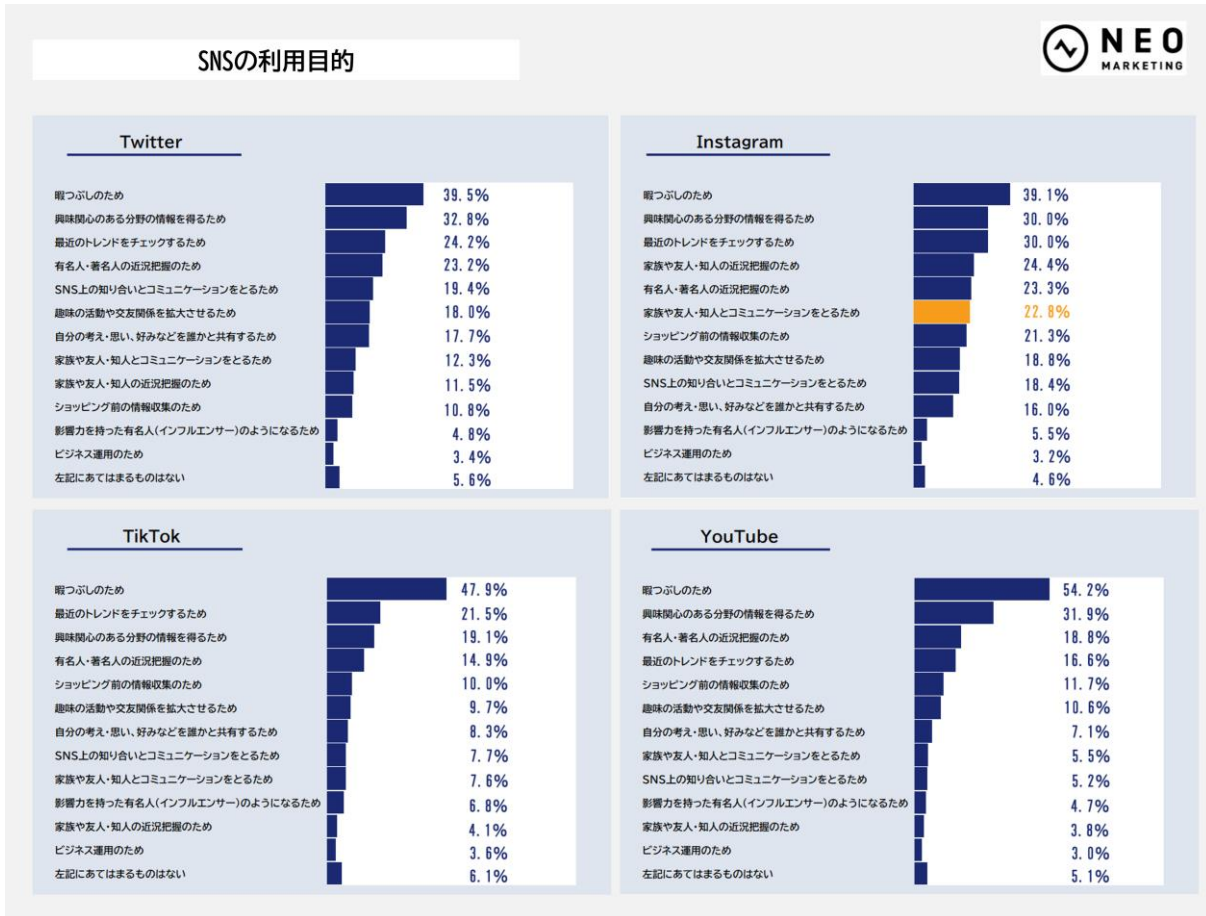 SNSの利用目的
NEO
MARKETING
Twitter
暇つぶしのため 39.5%
興味関心のある分野の情報を得るため 32.8%
最近のトレンドをチェックするため 24.2%
有名人・著名人の近況把握のため 23.2%
SNS上の知り合いとコミュニケーションをとるため 19.4%
趣味の活動や交友関係を拡大させるため 18.0%
自分の考え・思い、好みなどを誰かと共有するため 17.7%
家族や友人・知人とコミュニケーションをとるため 12.3%
家族や友人・知人の近況把握のため 11.5%
ショッピング前の情報収集のため 10.8%
影響力を持った有名人(インフルエンサー)のようになるため 4.8%
ビジネス運用のため 3.4%
左記にあてはまるものはない 5.6%
Instagram
暇つぶしのため 39.1%
興味関心のある分野の情報を得るため 30.0%
最近のトレンドをチェックするため 30.0%
家族や友人・知人の近況把握のため 24.4%
有名人・著名人の近況把握のため 23.3%
家族や友人・知人とコミュニケーションをとるため 22.8%
ショッピング前の情報収集のため 21.3%
趣味の活動や交友関係を拡大させるため 18.8%
SNS上の知り合いとコミュニケーションをとるため 18.4%
自分の考え・思い、好みなどを誰かと共有するため 16.0%
影響力を持った有名人(インフルエンサー)のようになるため 5.5%
ビジネス運用のため 3.2%
左記にあてはまるものはない 4.6%
TikTok
暇つぶしのため 47.9%
最近のトレンドをチェックするため 21.5%
興味関心のある分野の情報を得るため 19.1%
有名人・著名人の近況把握のため 14.9%
ショッピング前の情報収集のため 10.0%
趣味の活動や交友関係を拡大させるため 9.7%
自分の考え・思い、好みなどを誰かと共有するため 8.3%
SNS上の知り合いとコミュニケーションをとるため 7.7%
家族や友人・知人とコミュニケーションをとるため 7.6%
影響力を持った有名人(インフルエンサー)のようになるため 6.8%
家族や友人・知人の近況把握のため 4.1%
ビジネス運用のため 3.6%
左記にあてはまるものはない 6.1%
YouTube
暇つぶしのため 54.2%
興味関心のある分野の情報を得るため 31.9%
有名人・著名人の近況把握のため 18.8%
最近のトレンドをチェックするため 16.6%
ショッピング前の情報収集のため 11.7%
趣味の活動や交友関係を拡大させるため 10.6%
自分の考え・思い、好みなどを誰かと共有するため 7.1%
家族や友人・知人とコミュニケーションをとるため 5.5%
SNS上の知り合いとコミュニケーションをとるため 5.2%
影響力を持った有名人(インフルエンサー)のようになるため 4.7%
家族や友人・知人の近況把握のため 3.8%
ビジネス運用のため 3.0%
左記にあてはまるものはない 5.1%